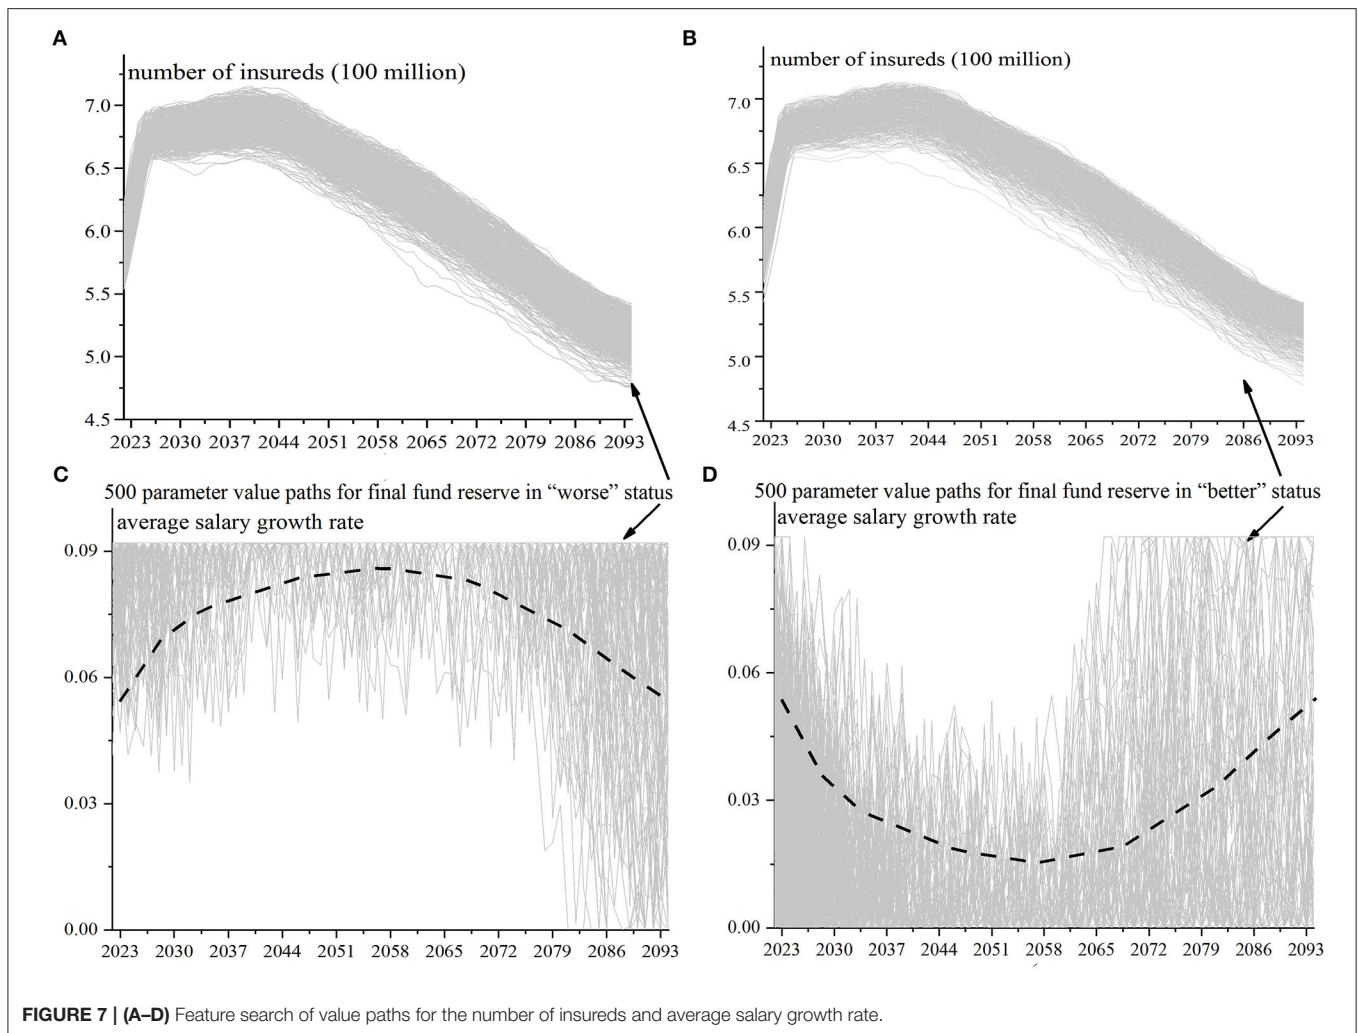 A
number of insureds (100 million)
7.0
6.5
6.0
5.5
5.0
4.5
2023 2030 2037 2044 2051 2058 2065 2072 2079 2086 2093
B
number of insureds (100 million)
7.0
6.5
6.0
5.5
5.0
4.5
2023 2030 2037 2044 2051 2058 2065 2072 2079 2086 2093
C
500 parameter value paths for final fund reserve in “worse” status
average salary growth rate
0.09
0.06
0.03
0.00
2023 2030 2037 2044 2051 2058 2065 2072 2079 2086 2093
D
500 parameter value paths for final fund reserve in “better” status
average salary growth rate
0.09
0.06
0.03
0.00
2023 2030 2037 2044 2051 2058 2065 2072 2079 2086 2093
FIGURE 7 | (A–D) Feature search of value paths for the number of insureds and average salary growth rate.